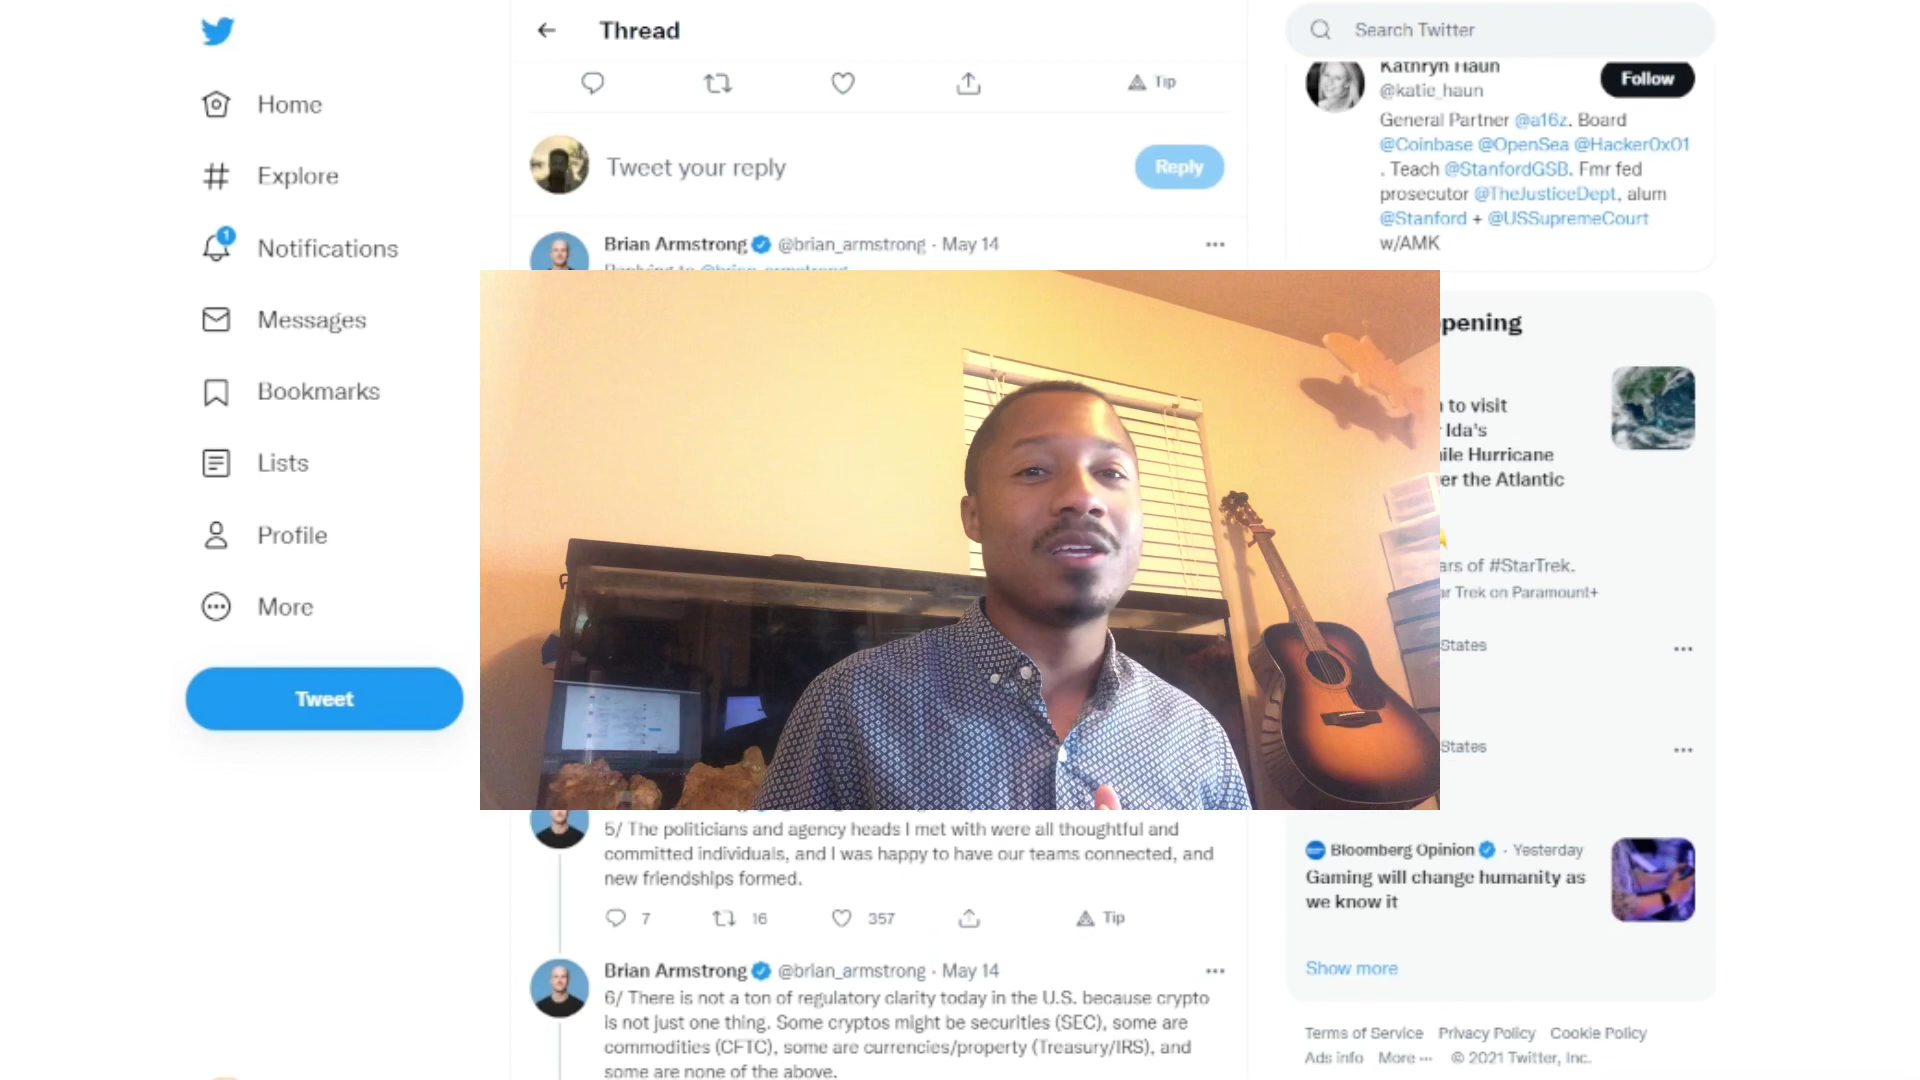 Thread
Search Twitter
Home
Explore
1
Notifications
Messages
Bookmarks
Lists
Profile
More
Tweet
Tip
Tweet your reply
Reply
Brian Armstrong @brian_armstrong · May 14
Replying to @brian_armstrong
5/ The politicians and agency heads I met with were all thoughtful and
committed individuals, and I was happy to have our teams connected, and
new friendships formed.
7 16 357 Tip
Brian Armstrong @brian_armstrong · May 14
6/ There is not a ton of regulatory clarity today in the U.S. because crypto
is not just one thing. Some cryptos might be securities (SEC), some are
commodities (CFTC), some are currencies/property (Treasury/IRS), and
some are none of the above.
Kathryn Haun
@katie_haun
Follow
General Partner @a16z. Board
@Coinbase @OpenSea @Hacker0x01
. Teach @StanfordGSB. Fmr fed
prosecutor @TheJusticeDept, alum
@Stanford + @USSupremeCourt
w/AMK
pening
to visit
Ida's
ile Hurricane
er the Atlantic
ars of #StarTrek.
ar Trek on Paramount+
States
States
Bloomberg Opinion · Yesterday
Gaming will change humanity as
we know it
Show more
Terms of Service Privacy Policy Cookie Policy
Ads info More ··· © 2021 Twitter, Inc.